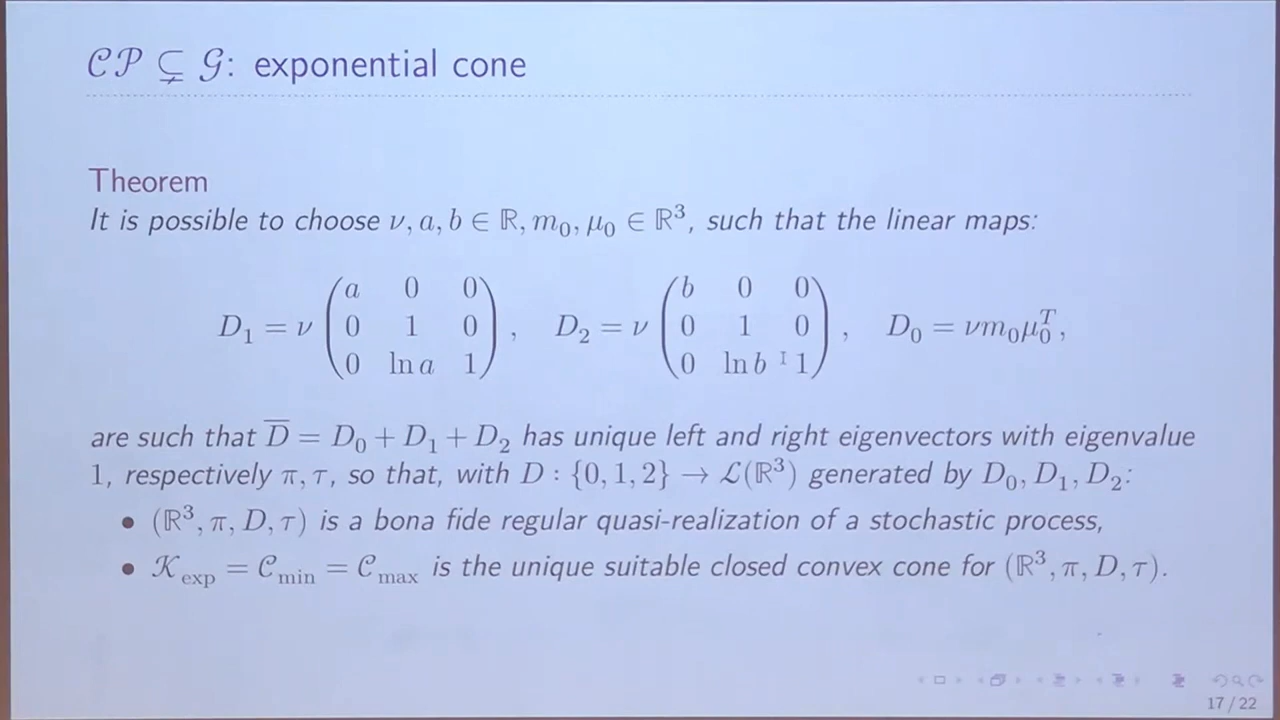 𝒞𝒫 ⊊ 𝒢: exponential cone
Theorem
It is possible to choose ν, a, b ∈ ℝ, m₀, μ₀ ∈ ℝ³, such that the linear maps:
D₁ = ν (a 0 0; 0 1 0; 0 ln a 1), D₂ = ν (b 0 0; 0 1 0; 0 ln b 1), D₀ = νm₀μ₀ᵀ,
are such that D̅ = D₀ + D₁ + D₂ has unique left and right eigenvectors with eigenvalue
1, respectively π, τ, so that, with D : {0, 1, 2} → ℒ(ℝ³) generated by D₀, D₁, D₂:
• (ℝ³, π, D, τ) is a bona fide regular quasi-realization of a stochastic process,
• 𝒦exp = 𝒞min = 𝒞max is the unique suitable closed convex cone for (ℝ³, π, D, τ).
17 / 22